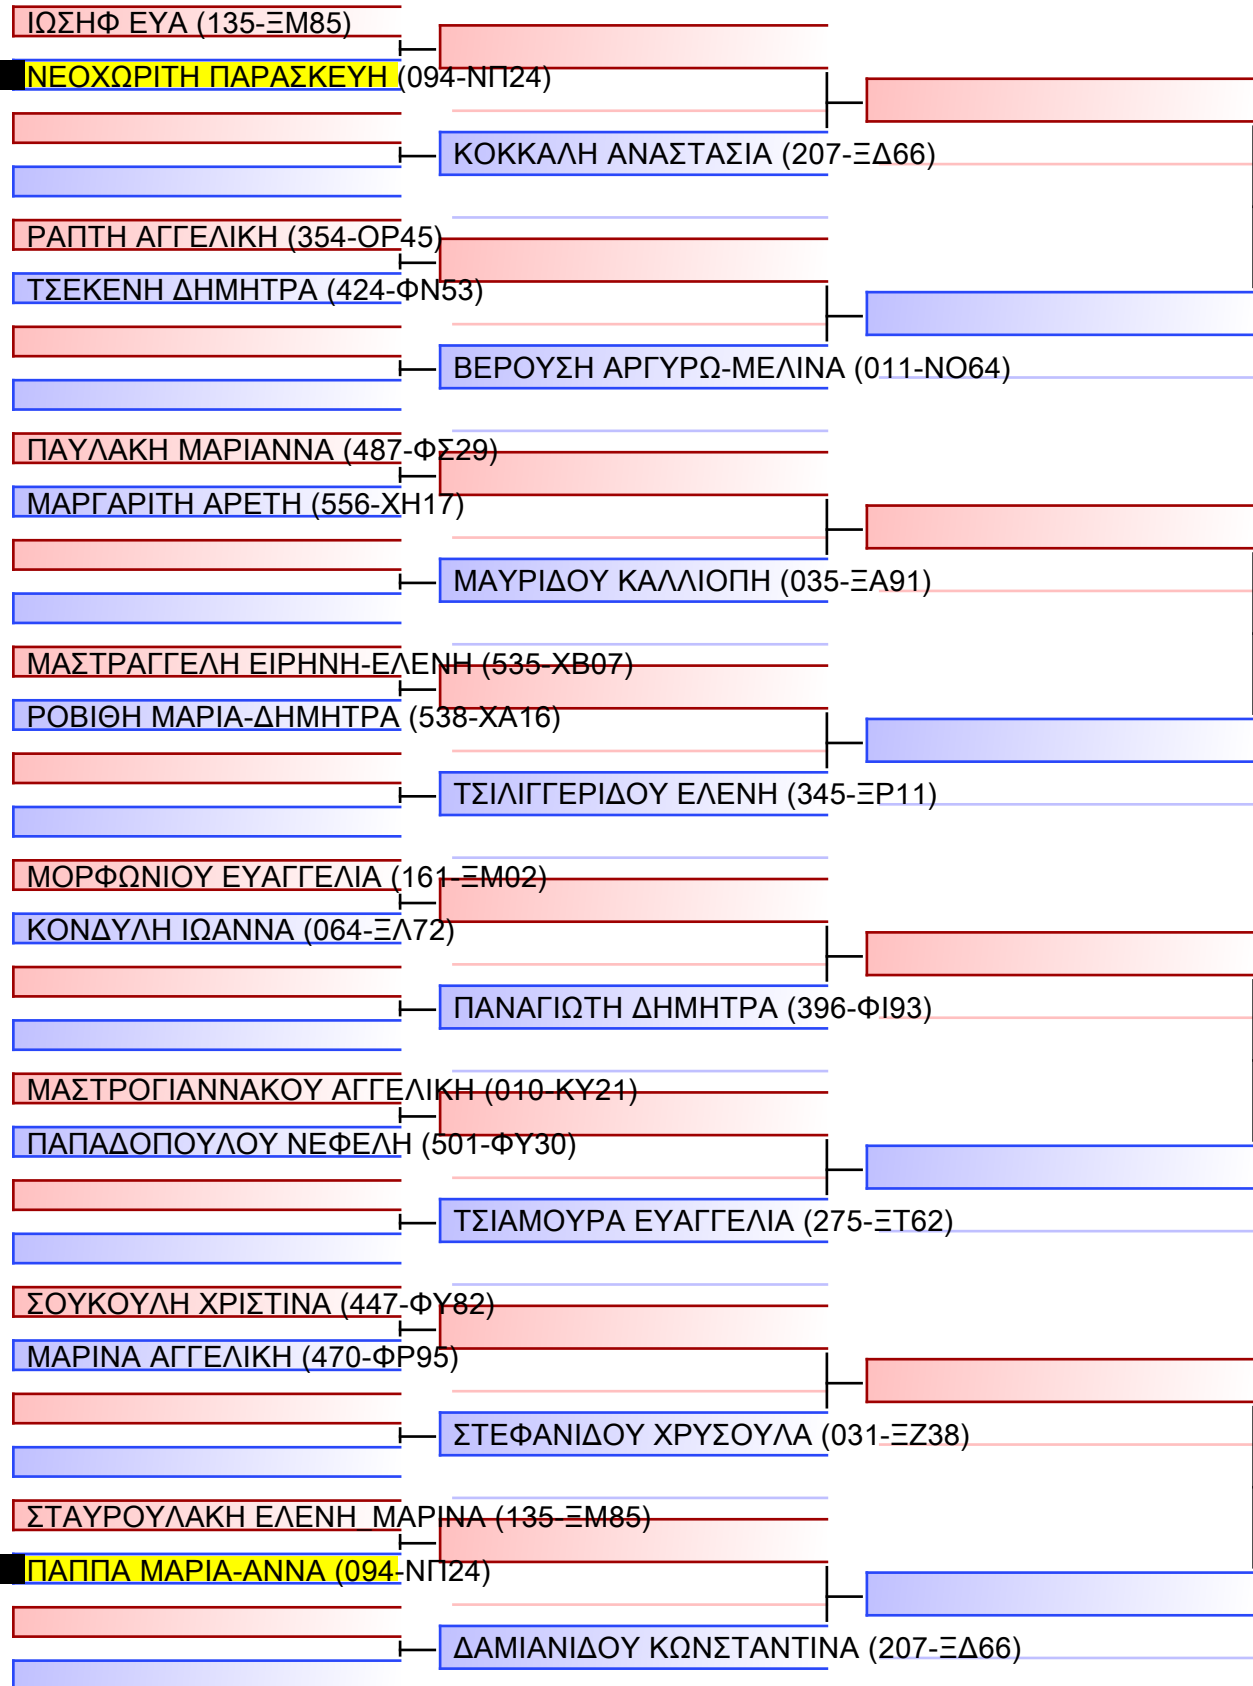 ΙΩΣΗΦ ΕΥΑ (135-ΞΜ85)
ΝΕΟΧΩΡΙΤΗ ΠΑΡΑΣΚΕΥΗ (094-ΝΠ24)
ΚΟΚΚΑΛΗ ΑΝΑΣΤΑΣΙΑ (207-ΞΔ66)
ΡΑΠΤΗ ΑΓΓΕΛΙΚΗ (354-ΟΡ45)
ΤΣΕΚΕΝΗ ΔΗΜΗΤΡΑ (424-ΦΝ53)
ΒΕΡΟΥΣΗ ΑΡΓΥΡΩ-ΜΕΛΙΝΑ (011-ΝΟ64)
ΠΑΥΛΑΚΗ ΜΑΡΙΑΝΝΑ (487-ΦΣ29)
ΜΑΡΓΑΡΙΤΗ ΑΡΕΤΗ (556-ΧΗ17)
ΜΑΥΡΙΔΟΥ ΚΑΛΛΙΟΠΗ (035-ΞΑ91)
ΜΑΣΤΡΑΓΓΕΛΗ ΕΙΡΗΝΗ-ΕΛΕΝΗ (535-ΧΒ07)
ΡΟΒΙΘΗ ΜΑΡΙΑ-ΔΗΜΗΤΡΑ (538-ΧΑ16)
ΤΣΙΛΙΓΓΕΡΙΔΟΥ ΕΛΕΝΗ (345-ΞΡ11)
ΜΟΡΦΩΝΙΟΥ ΕΥΑΓΓΕΛΙΑ (161-ΞΜ02)
ΚΟΝΔΥΛΗ ΙΩΑΝΝΑ (064-ΞΛ72)
ΠΑΝΑΓΙΩΤΗ ΔΗΜΗΤΡΑ (396-ΦΙ93)
ΜΑΣΤΡΟΓΙΑΝΝΑΚΟΥ ΑΓΓΕΛΙΚΗ (010-ΚΥ21)
ΠΑΠΑΔΟΠΟΥΛΟΥ ΝΕΦΕΛΗ (501-ΦΥ30)
ΤΣΙΑΜΟΥΡΑ ΕΥΑΓΓΕΛΙΑ (275-ΞΤ62)
ΣΟΥΚΟΥΛΗ ΧΡΙΣΤΙΝΑ (447-ΦΥ82)
ΜΑΡΙΝΑ ΑΓΓΕΛΙΚΗ (470-ΦΡ95)
ΣΤΕΦΑΝΙΔΟΥ ΧΡΥΣΟΥΛΑ (031-ΞΖ38)
ΣΤΑΥΡΟΥΛΑΚΗ ΕΛΕΝΗ_ΜΑΡΙΝΑ (135-ΞΜ85)
ΠΑΠΠΑ ΜΑΡΙΑ-ΑΝΝΑ (094-ΝΠ24)
ΔΑΜΙΑΝΙΔΟΥ ΚΩΝΣΤΑΝΤΙΝΑ (207-ΞΔ66)